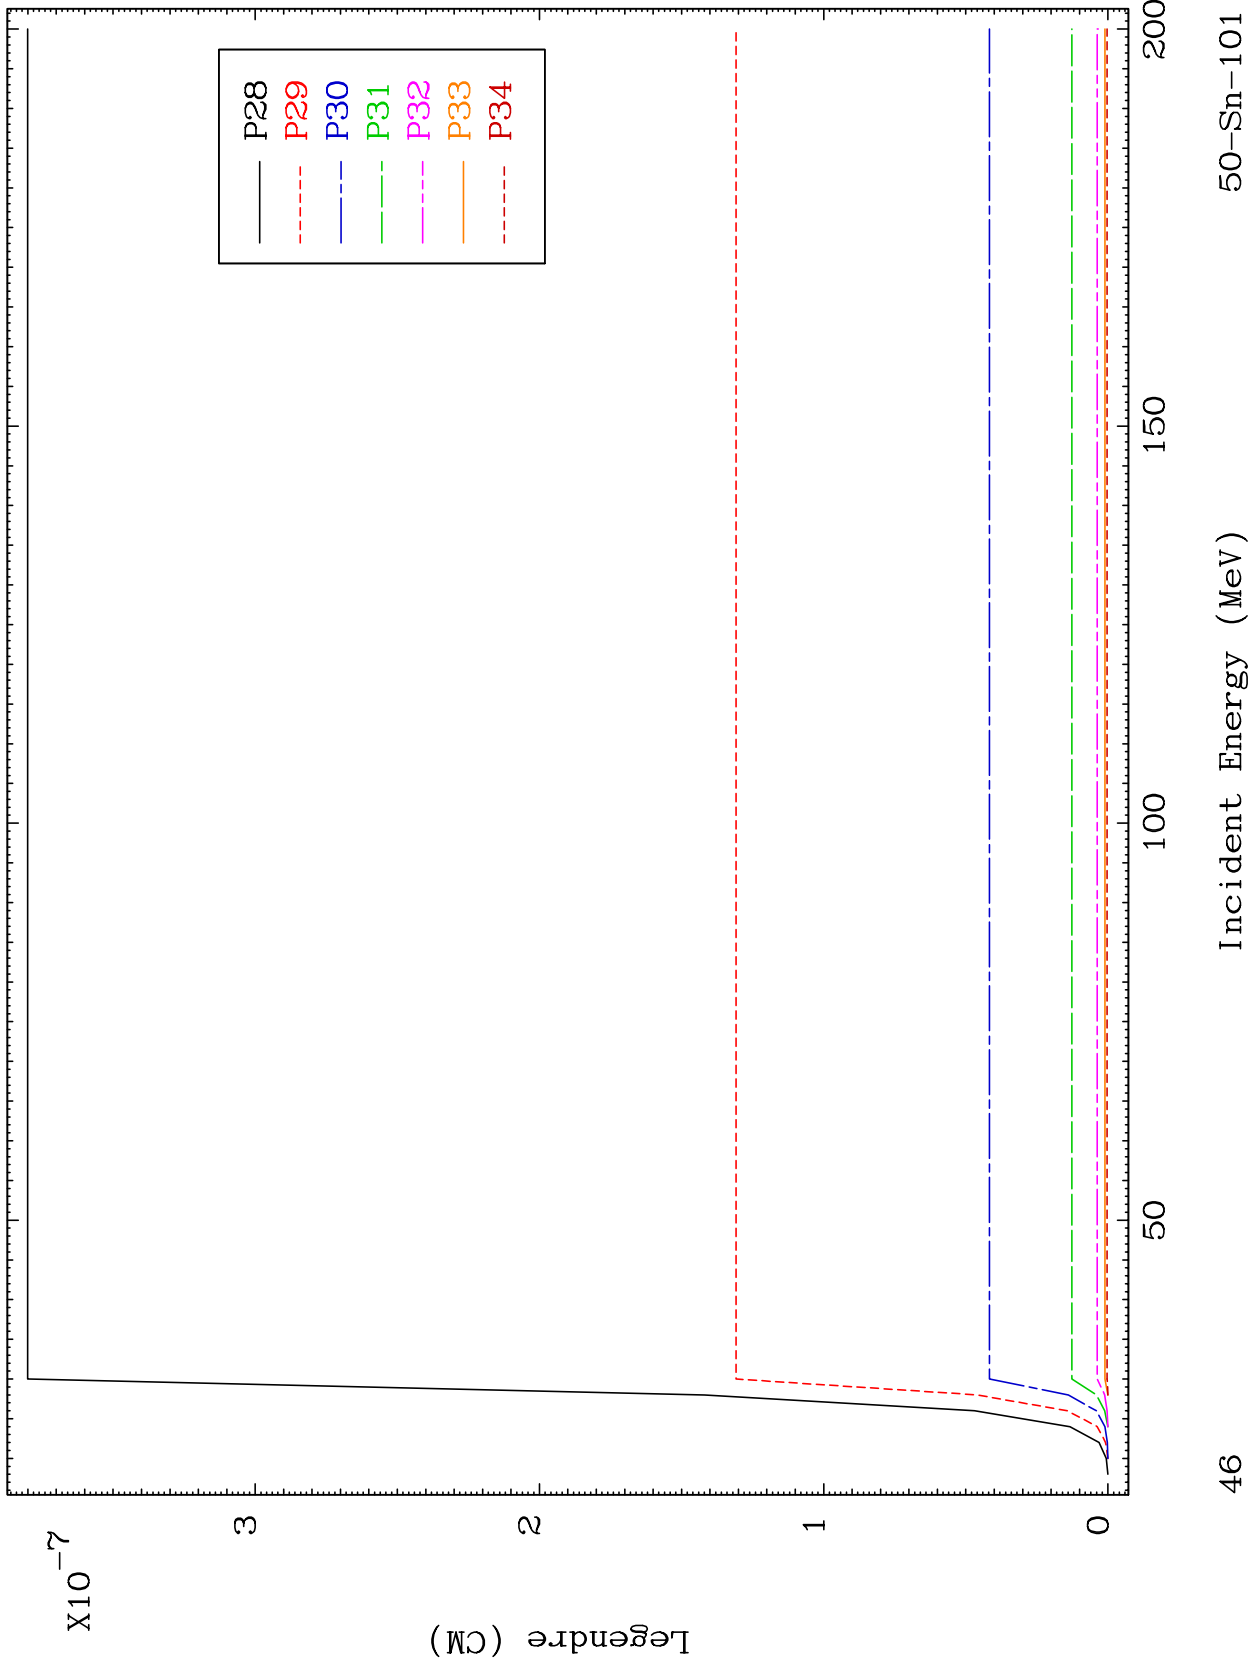 X10-7
Legendre (CM)
3
2
1
0
P28
P29
P30
P31
P32
P33
P34
50
100
150
200
Incident Energy (MeV)
46
50-Sn-101